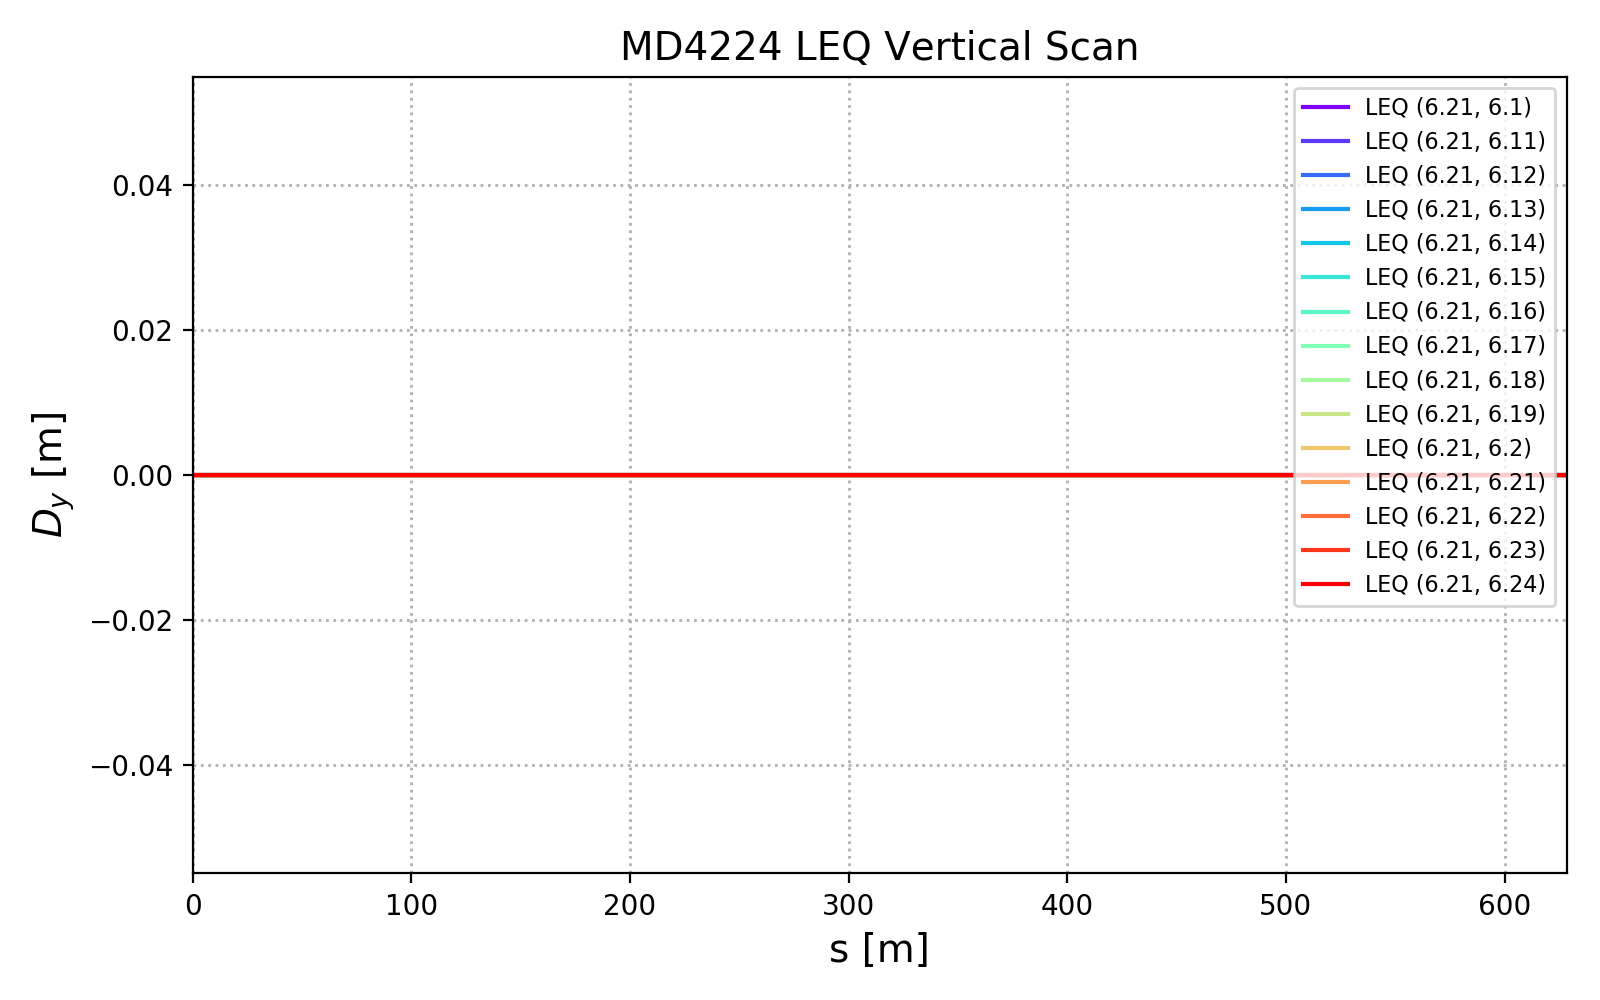 MD4224 LEQ Vertical Scan
LEQ (6.21, 6.1)
LEQ (6.21, 6.11)
LEQ (6.21, 6.12)
LEQ (6.21, 6.13)
LEQ (6.21, 6.14)
LEQ (6.21, 6.15)
LEQ (6.21, 6.16)
LEQ (6.21, 6.17)
LEQ (6.21, 6.18)
LEQ (6.21, 6.19)
LEQ (6.21, 6.2)
LEQ (6.21, 6.21)
LEQ (6.21, 6.22)
LEQ (6.21, 6.23)
LEQ (6.21, 6.24)
0.04
0.02
0.00
−0.02
−0.04
D_y [m]
0 100 200 300 400 500 600
s [m]